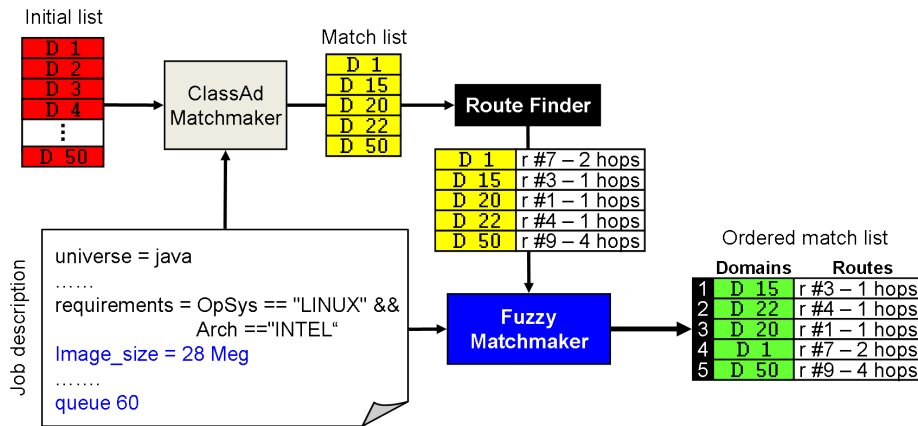 Initial list
D 1
D 2
D 3
D 4
⋮
D 50
ClassAd
Matchmaker
Match list
D 1
D 15
D 20
D 22
D 50
Route Finder
D 1 r #7 – 2 hops
D 15 r #3 – 1 hops
D 20 r #1 – 1 hops
D 22 r #4 – 1 hops
D 50 r #9 – 4 hops
Job description
universe = java
……
requirements = OpSys == "LINUX" &&
Arch =="INTEL“
Image_size = 28 Meg
…….
queue 60
Fuzzy
Matchmaker
Ordered match list
Domains Routes
1 D 15 r #3 – 1 hops
2 D 22 r #4 – 1 hops
3 D 20 r #1 – 1 hops
4 D 1 r #7 – 2 hops
5 D 50 r #9 – 4 hops